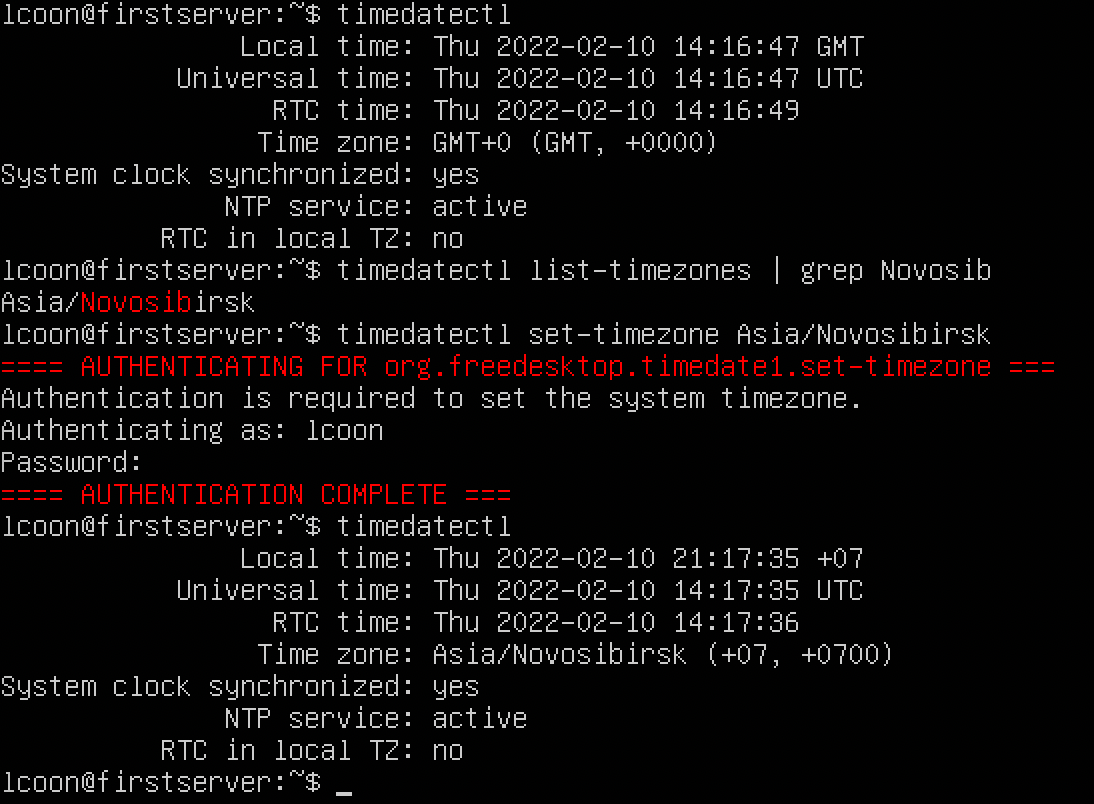 lcoon@firstserver:~$ timedatectl
Local time: Thu 2022-02-10 14:16:47 GMT
Universal time: Thu 2022-02-10 14:16:47 UTC
RTC time: Thu 2022-02-10 14:16:49
Time zone: GMT+0 (GMT, +0000)
System clock synchronized: yes
NTP service: active
RTC in local TZ: no
lcoon@firstserver:~$ timedatectl list-timezones | grep Novosib
Asia/Novosibirsk
lcoon@firstserver:~$ timedatectl set-timezone Asia/Novosibirsk
==== AUTHENTICATING FOR org.freedesktop.timedate1.set-timezone ===
Authentication is required to set the system timezone.
Authenticating as: lcoon
Password:
==== AUTHENTICATION COMPLETE ===
lcoon@firstserver:~$ timedatectl
Local time: Thu 2022-02-10 21:17:35 +07
Universal time: Thu 2022-02-10 14:17:35 UTC
RTC time: Thu 2022-02-10 14:17:36
Time zone: Asia/Novosibirsk (+07, +0700)
System clock synchronized: yes
NTP service: active
RTC in local TZ: no
lcoon@firstserver:~$ _